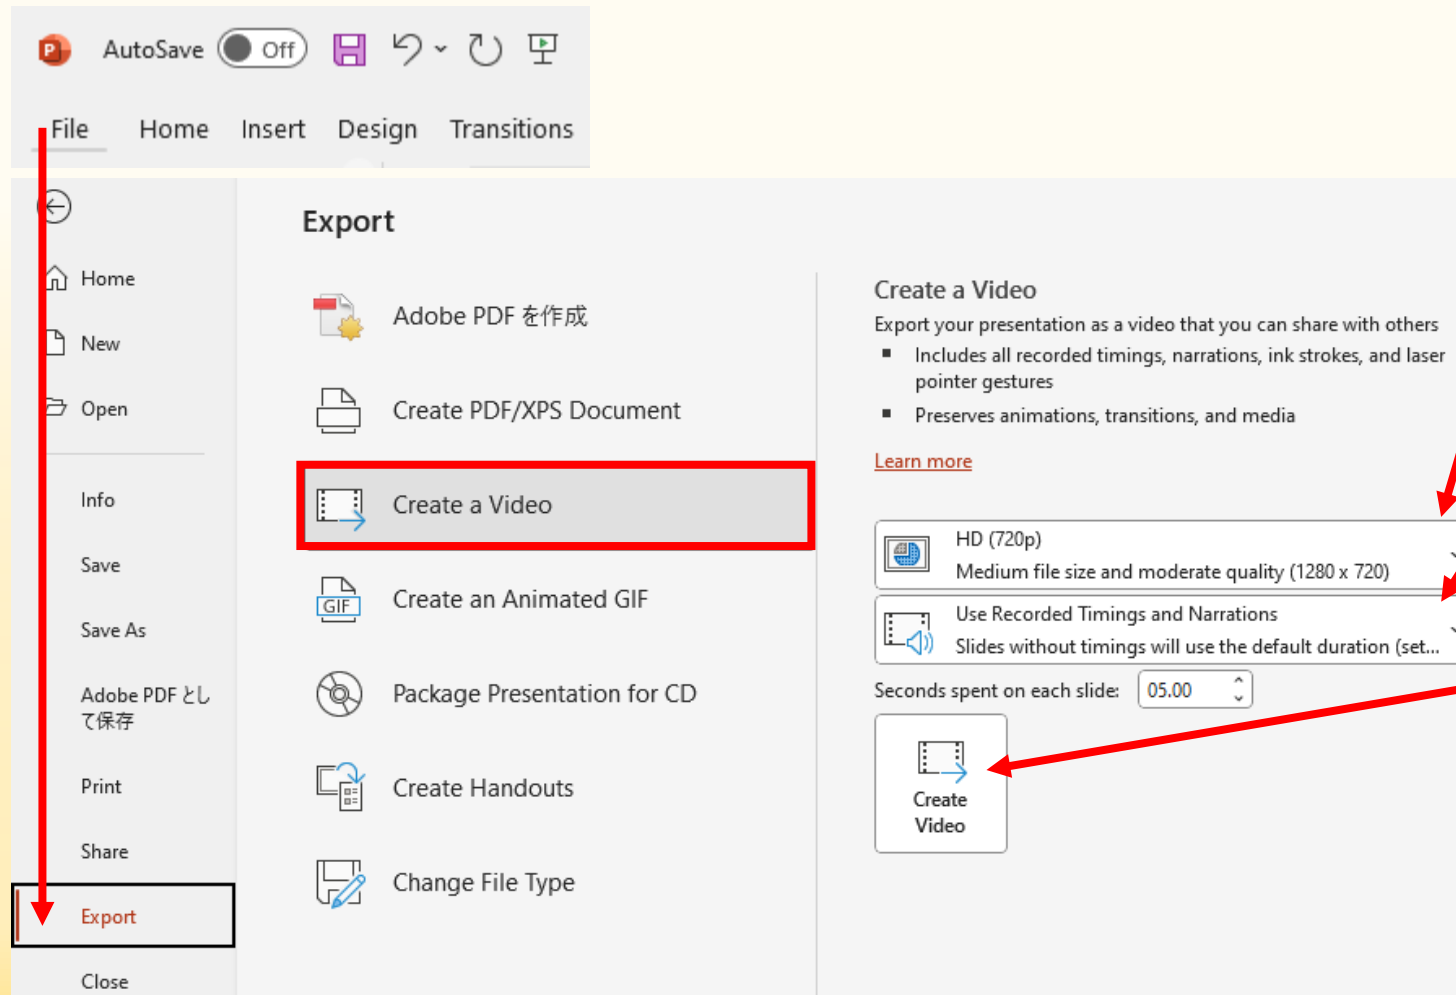 AutoSave Off
File Home Insert Design Transitions
Home
New
Open
Info
Save
Save As
Adobe PDF とし
て保存
Print
Share
Export
Close
Export
Adobe PDF を作成
Create PDF/XPS Document
Create a Video
GIF
Create an Animated GIF
Package Presentation for CD
Create Handouts
Change File Type
Create a Video
Export your presentation as a video that you can share with others
Includes all recorded timings, narrations, ink strokes, and laser
pointer gestures
Preserves animations, transitions, and media
Learn more
HD (720p)
Medium file size and moderate quality (1280 x 720)
Use Recorded Timings and Narrations
Slides without timings will use the default duration (set...
Seconds spent on each slide: 05.00
Create
Video